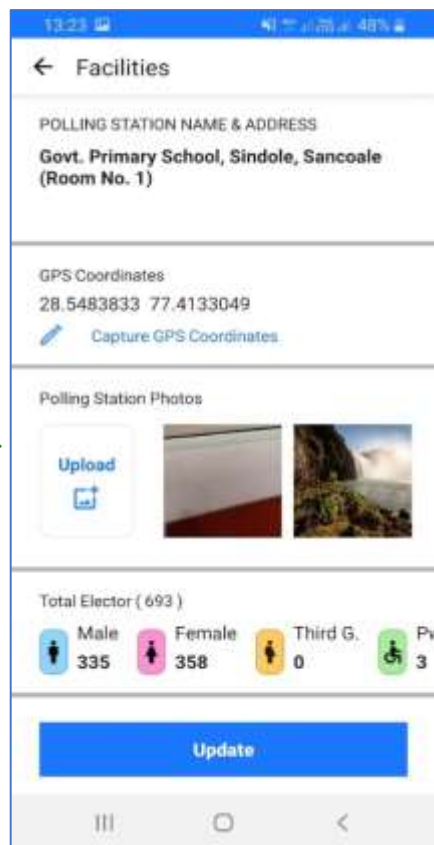 13:23 48%
Facilities
POLLING STATION NAME & ADDRESS
Govt. Primary School, Sindole, Sancoale
(Room No. 1)
GPS Coordinates
28.5483833 77.4133049
Capture GPS Coordinates
Polling Station Photos
Upload
Total Elector ( 693 )
Male Female Third G.
335 358 0 3
Update